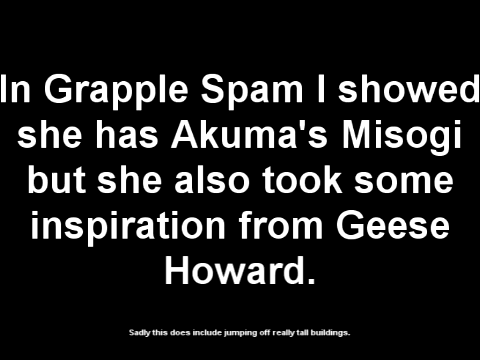 In Grapple Spam I showed
she has Akuma's Misogi
but she also took some
inspiration from Geese
Howard.
Sadly this does include jumping off really tall buildings.